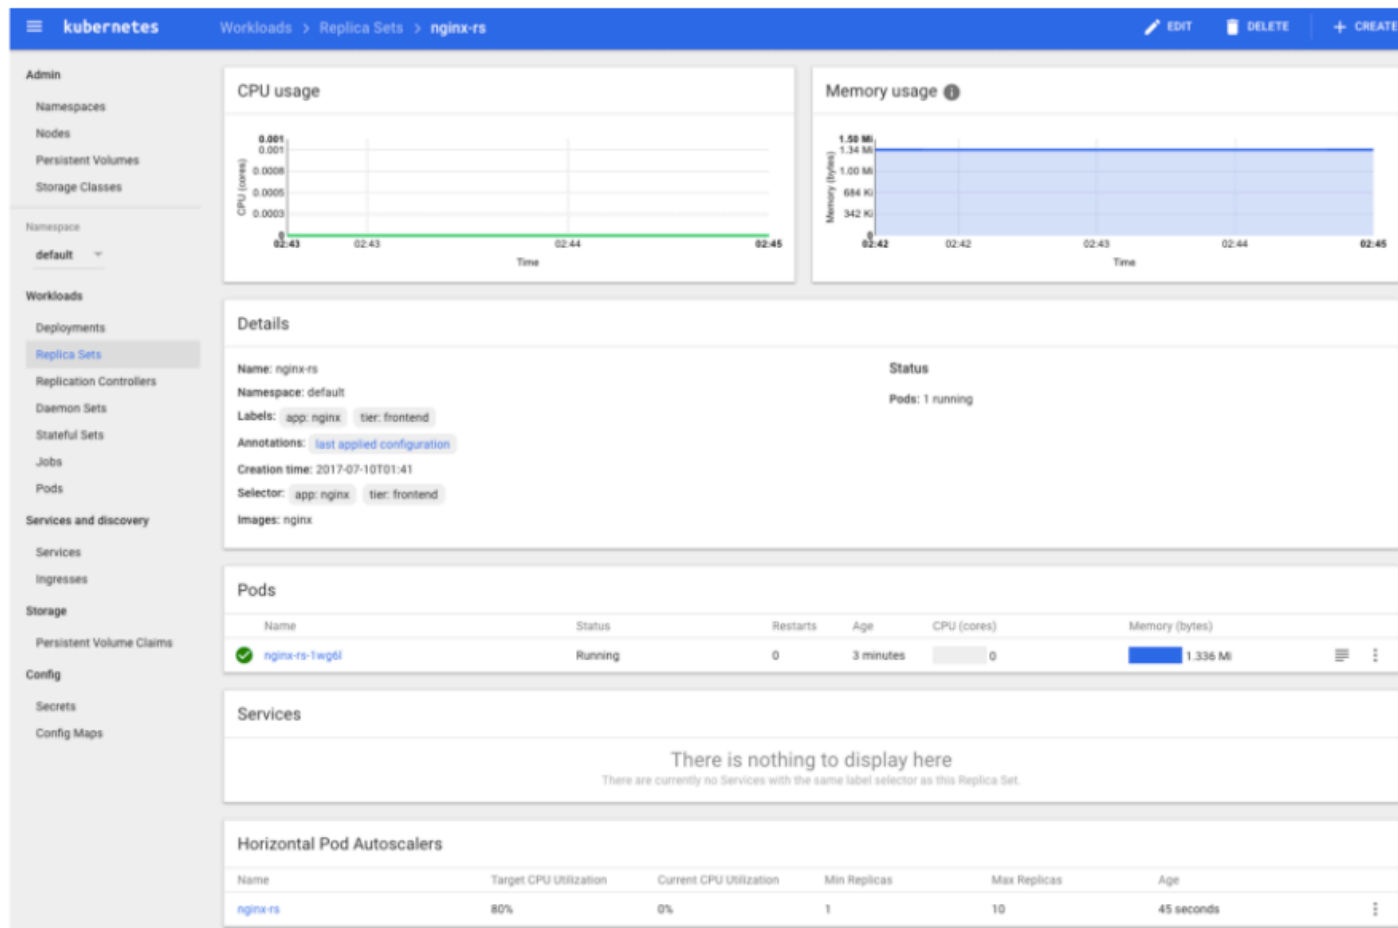 kubernetes
Workloads > Replica Sets > nginx-rs
EDIT
DELETE
+ CREATE
Admin
Namespaces
Nodes
Persistent Volumes
Storage Classes
Namespace
default
Workloads
Deployments
Replica Sets
Replication Controllers
Daemon Sets
Stateful Sets
Jobs
Pods
Services and discovery
Services
Ingresses
Storage
Persistent Volume Claims
Config
Secrets
Config Maps
CPU usage
CPU (cores)
0.001
0.001
0.0008
0.0005
0.0003
0
02:43 02:43 02:44 02:45
Time
Memory usage
Memory (bytes)
1.50 Mi
1.34 Mi
1.00 Mi
684 Ki
342 Ki
0
02:42 02:42 02:43 02:44 02:45
Time
Details
Name: nginx-rs
Namespace: default
Labels: app: nginx tier: frontend
Annotations: last applied configuration
Creation time: 2017-07-10T01:41
Selector: app: nginx tier: frontend
Images: nginx
Status
Pods: 1 running
Pods
Name Status Restarts Age CPU (cores) Memory (bytes)
nginx-rs-1wg6l Running 0 3 minutes 0 1.336 Mi
Services
There is nothing to display here
There are currently no Services with the same label selector as this Replica Set.
Horizontal Pod Autoscalers
Name Target CPU Utilization Current CPU Utilization Min Replicas Max Replicas Age
nginx-rs 80% 0% 1 10 45 seconds